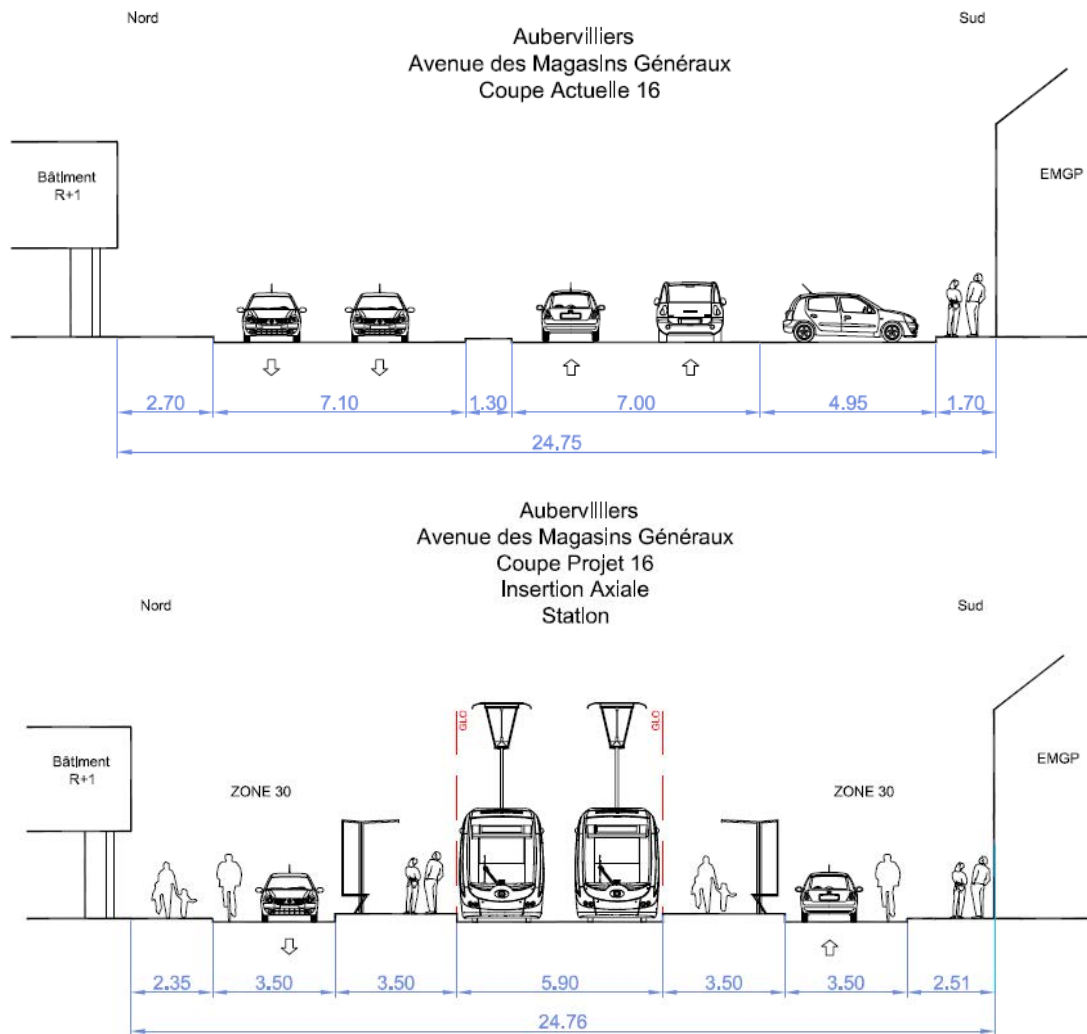 Nord
Sud
Aubervilliers
Avenue des Magasins Généraux
Coupe Actuelle 16
Bâtiment
R+1
EMGP
2.70
7.10
1.30
7.00
4.95
1.70
24.75
Aubervilliers
Avenue des Magasins Généraux
Coupe Projet 16
Insertion Axiale
Station
Nord
Sud
GLO
GLO
Bâtiment
R+1
EMGP
ZONE 30
ZONE 30
2.35
3.50
3.50
5.90
3.50
3.50
2.51
24.76